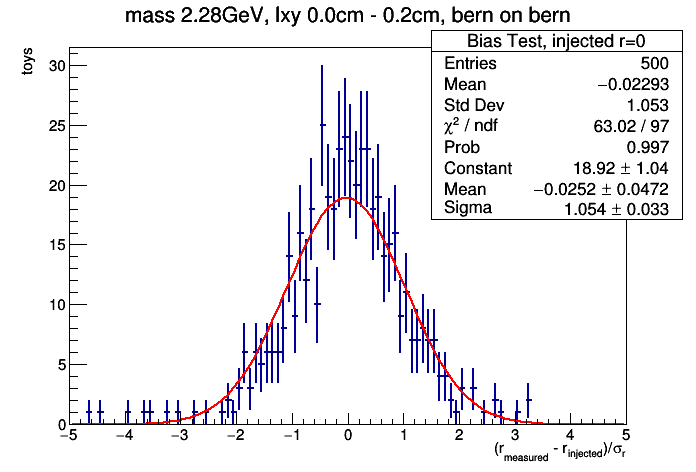 mass 2.28GeV, lxy 0.0cm - 0.2cm, bern on bern
toys
Bias Test, injected r=0
Entries 500
Mean −0.02293
Std Dev 1.053
χ² / ndf 63.02 / 97
Prob 0.997
Constant 18.92 ± 1.04
Mean −0.0252 ± 0.0472
Sigma 1.054 ± 0.033
30
25
20
15
10
5
0
−5 −4 −3 −2 −1 0 1 2 3 4 5
(r_measured - r_injected)/σ_r